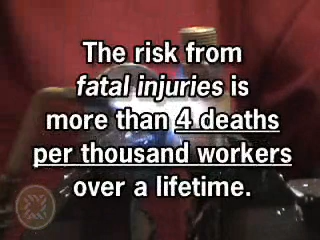 The risk from
fatal injuries is
more than 4 deaths
per thousand workers
over a lifetime.